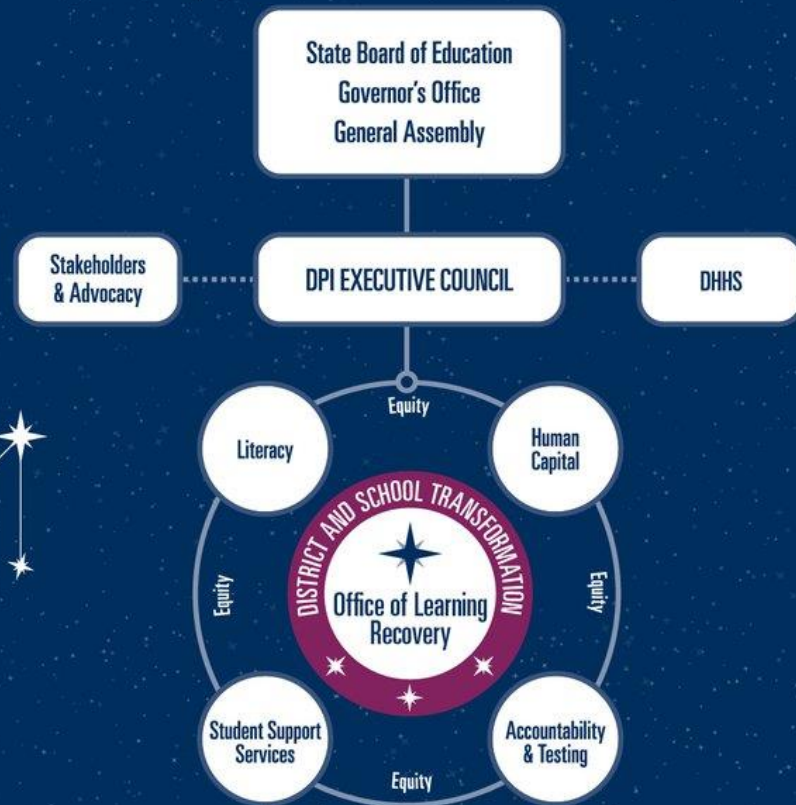 State Board of Education
Governor's Office
General Assembly
Stakeholders
& Advocacy
DPI EXECUTIVE COUNCIL
DHHS
Equity
Literacy
Human
Capital
DISTRICT AND SCHOOL TRANSFORMATION
Equity
Office of Learning
Recovery
Equity
Student Support
Services
Accountability
& Testing
Equity